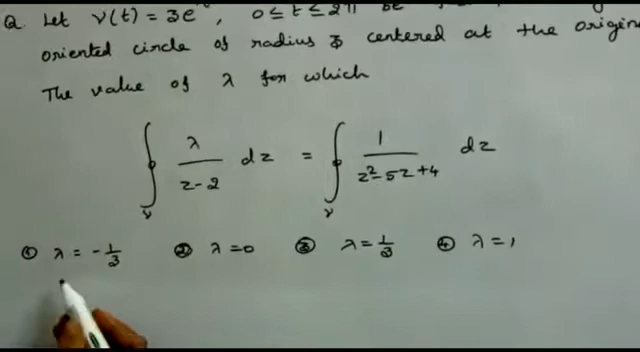 Q. Let γ(t) = 3e , 0 ≤ t ≤ 2π be
oriented circle of radius 3 centered at the origin
The value of λ for which
∮γ λ/(z-2) dz = ∮γ 1/(z²-5z+4) dz
① λ = -1/3 ② λ=0 ③ λ=1/3 ④ λ=1